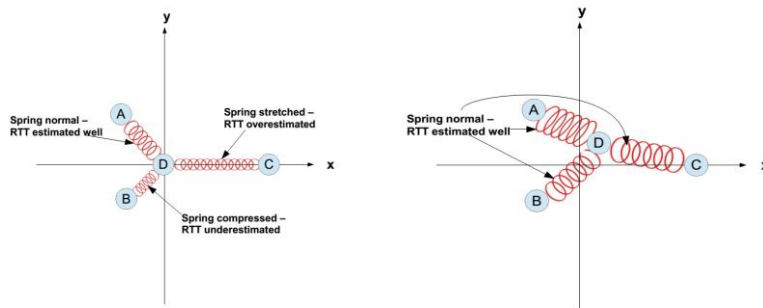 y
A
Spring normal –
RTT estimated well
Spring stretched –
RTT overestimated
D
C
x
B
Spring compressed –
RTT underestimated
y
A
Spring normal –
RTT estimated well
D
C
x
B